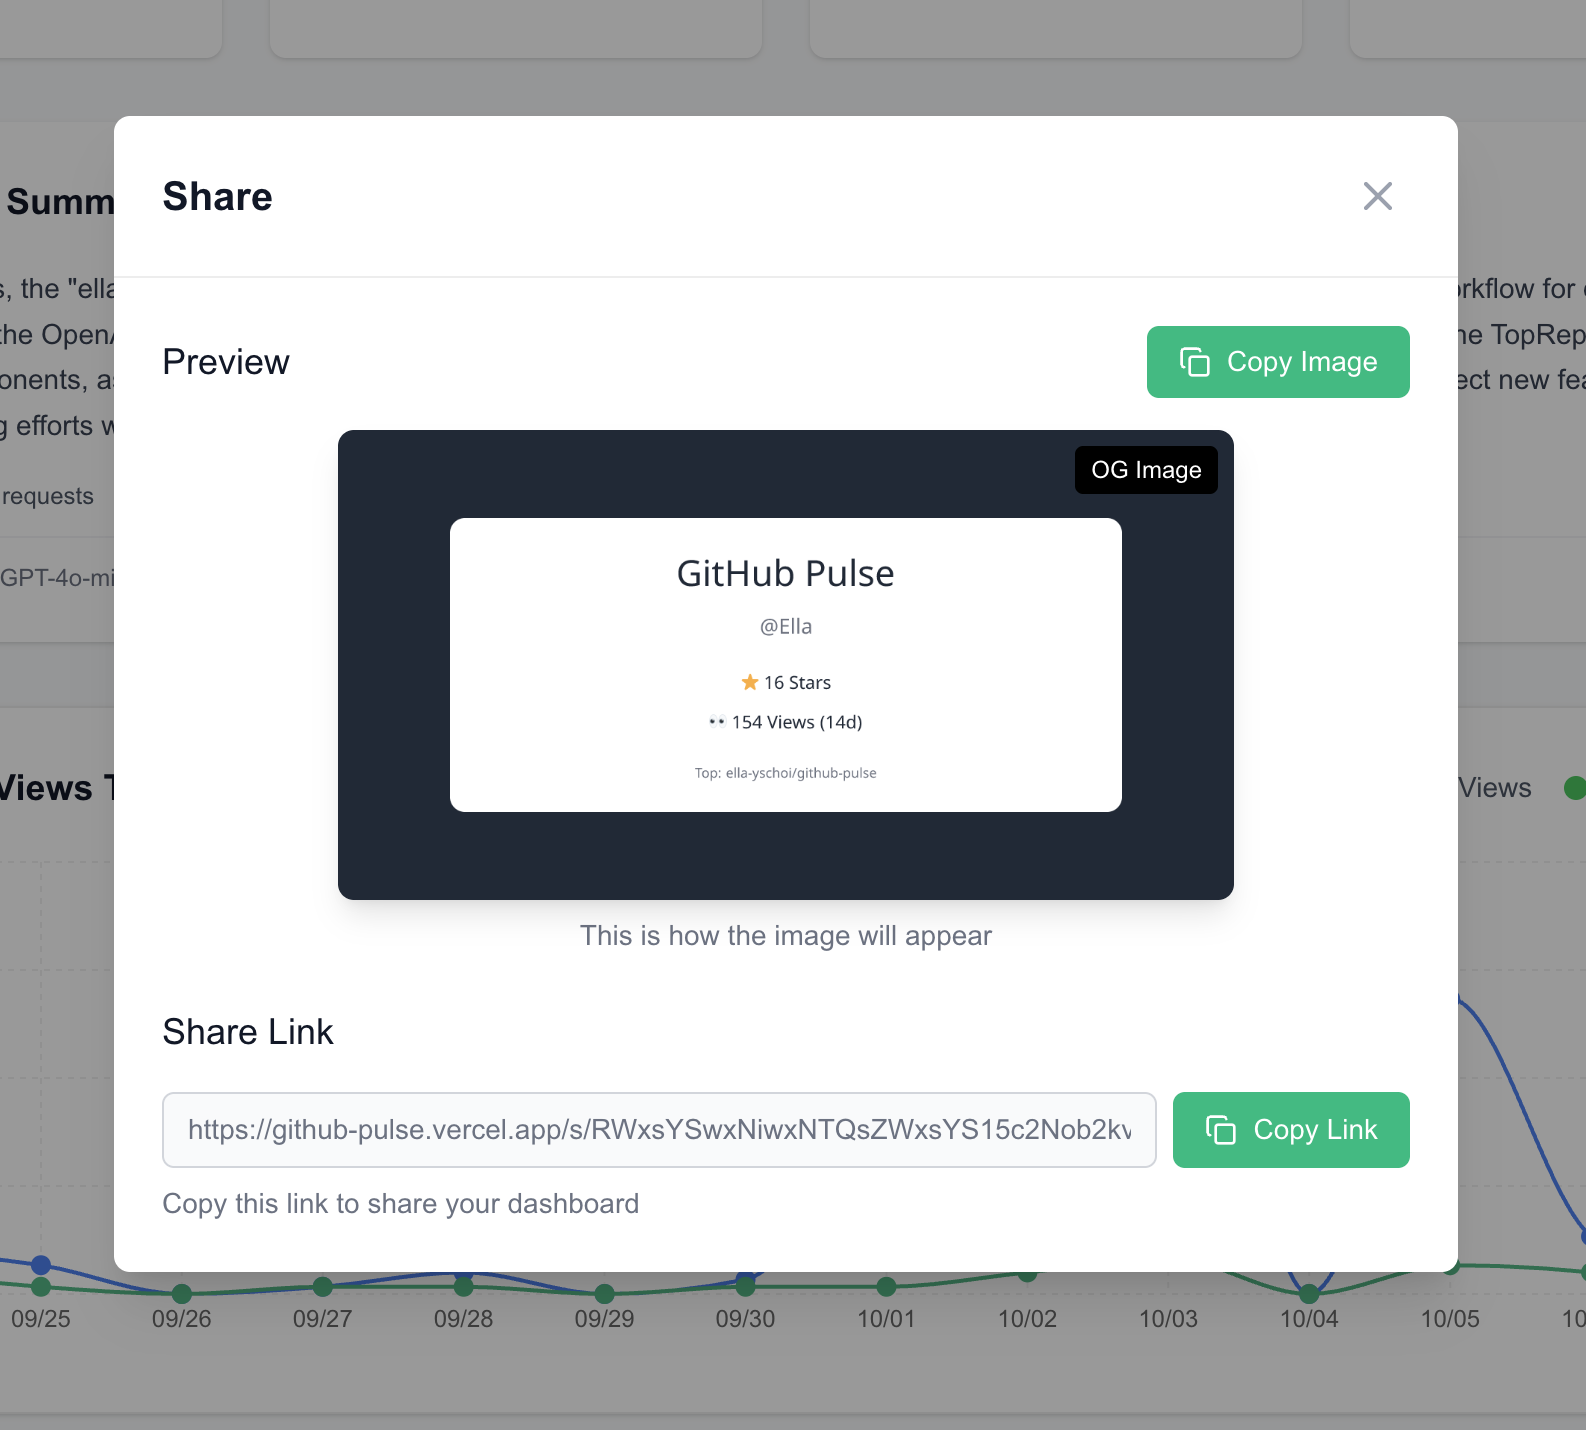 Share
Preview
Copy Image
OG Image
GitHub Pulse
@Ella
⭐ 16 Stars
👀 154 Views (14d)
Top: ella-yschoi/github-pulse
This is how the image will appear
Share Link
https://github-pulse.vercel.app/s/RWxsYSwxNiwxNTQsZWxsYS15c2Nob2kv
Copy Link
Copy this link to share your dashboard
Summ
s, the "ella
rkflow for
the OpenA
he TopRep
onents, as
ect new fea
g efforts w
requests
GPT-4o-mi
Views T
Views
09/25 09/26 09/27 09/28 09/29 09/30 10/01 10/02 10/03 10/04 10/05 10